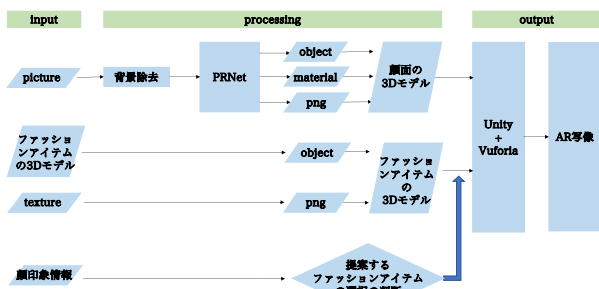 input
processing
output
picture
背景除去
PRNet
object
material
png
顔面の
3Dモデル
Unity
+
Vuforia
AR写像
ファッショ
ンアイテム
の3Dモデル
object
ファッショ
ンアイテム
の
3Dモデル
texture
png
顔印象情報
提案する
ファッションアイテム